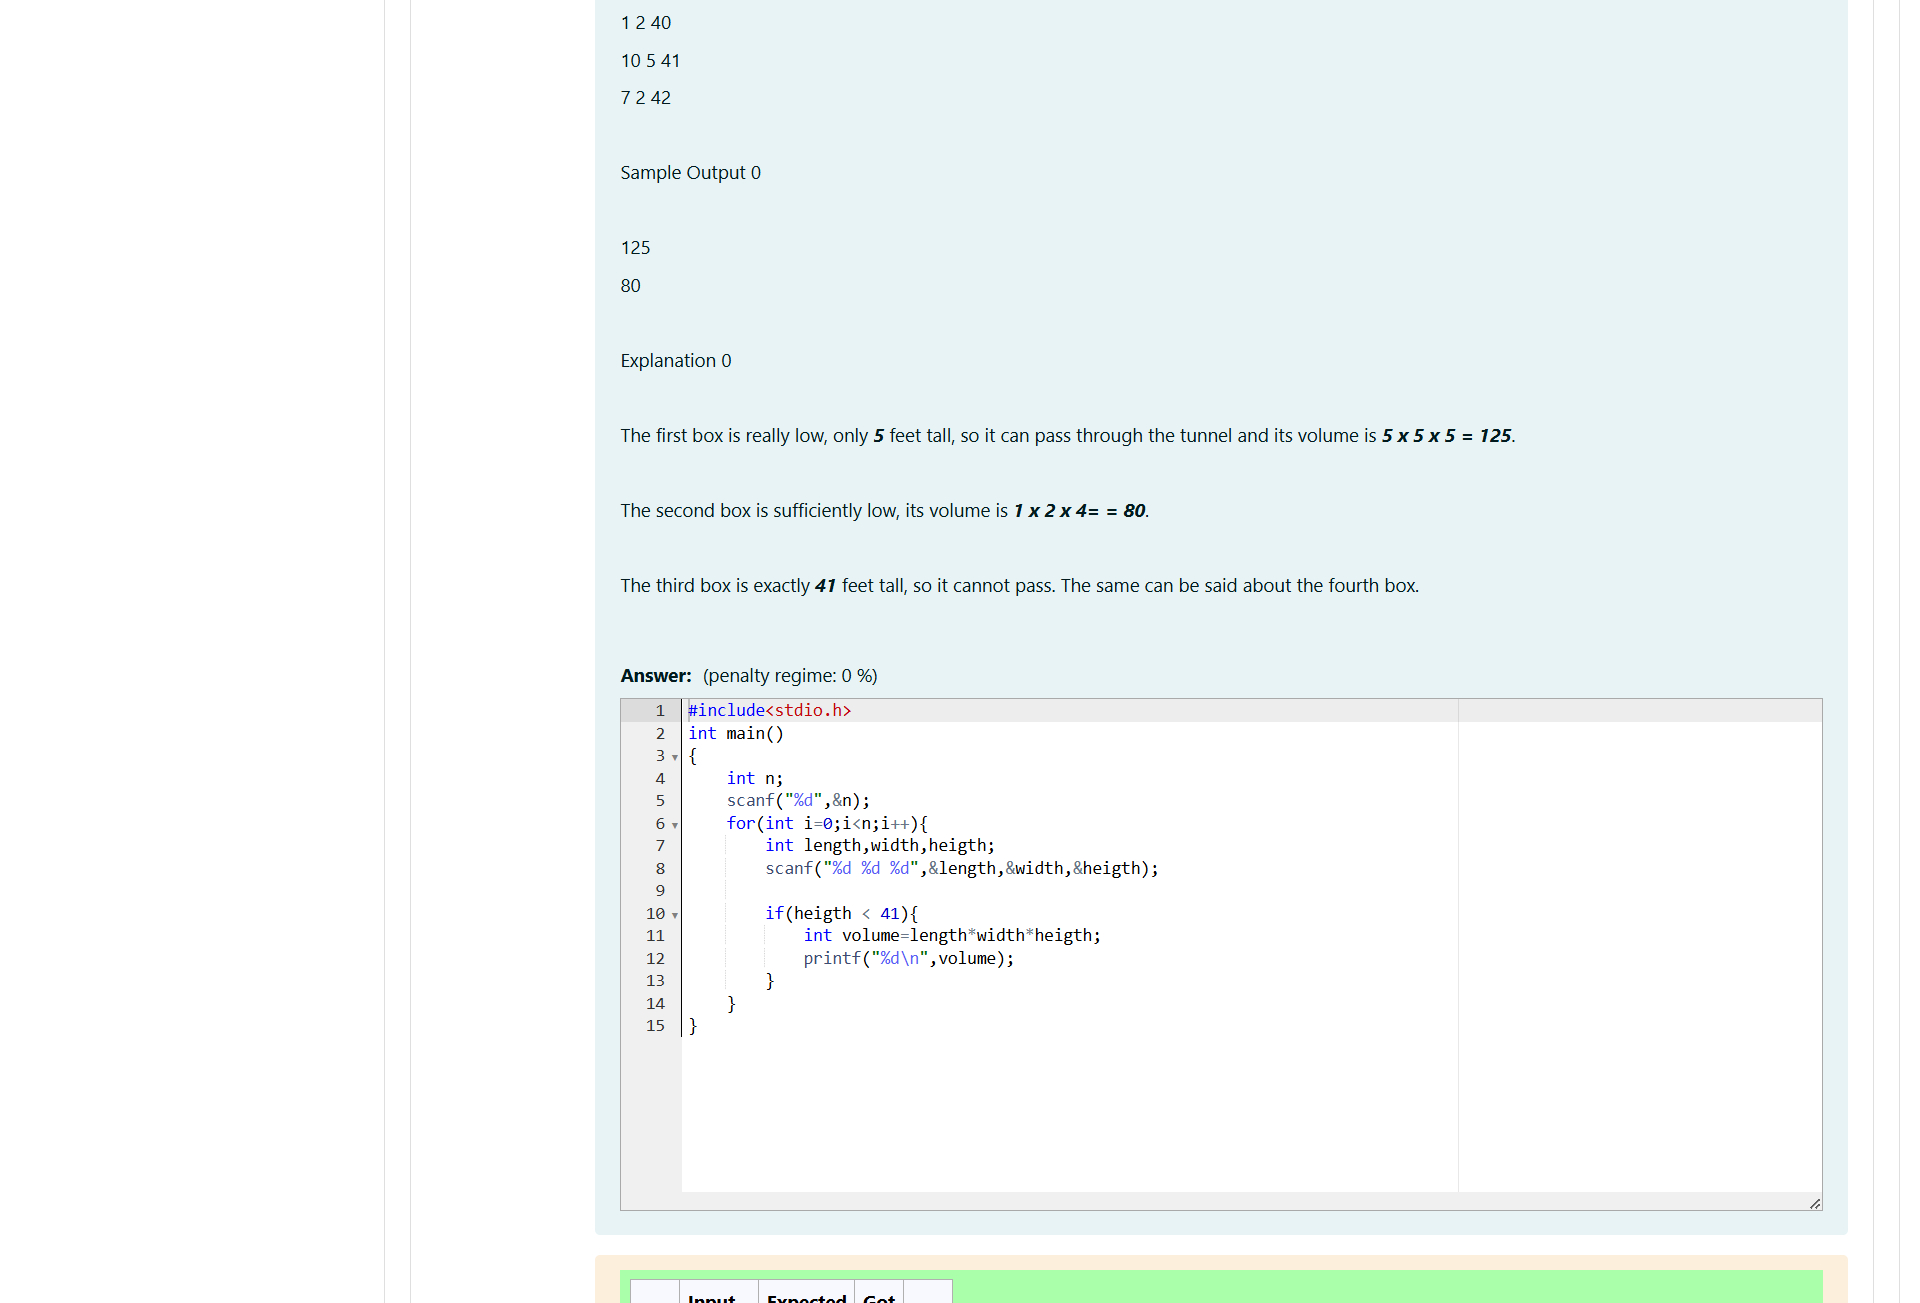 1 2 40
10 5 41
7 2 42
Sample Output 0
125
80
Explanation 0
The first box is really low, only 5 feet tall, so it can pass through the tunnel and its volume is 5 x 5 x 5 = 125.
The second box is sufficiently low, its volume is 1 x 2 x 4= = 80.
The third box is exactly 41 feet tall, so it cannot pass. The same can be said about the fourth box.
Answer: (penalty regime: 0 %)
1 #include<stdio.h>
2 int main()
3 {
4     int n;
5     scanf("%d",&n);
6     for(int i=0;i<n;i++){
7         int length,width,heigth;
8         scanf("%d %d %d",&length,&width,&heigth);
9
10         if(heigth < 41){
11             int volume=length*width*heigth;
12             printf("%d\n",volume);
13         }
14     }
15 }
Input Expected Got